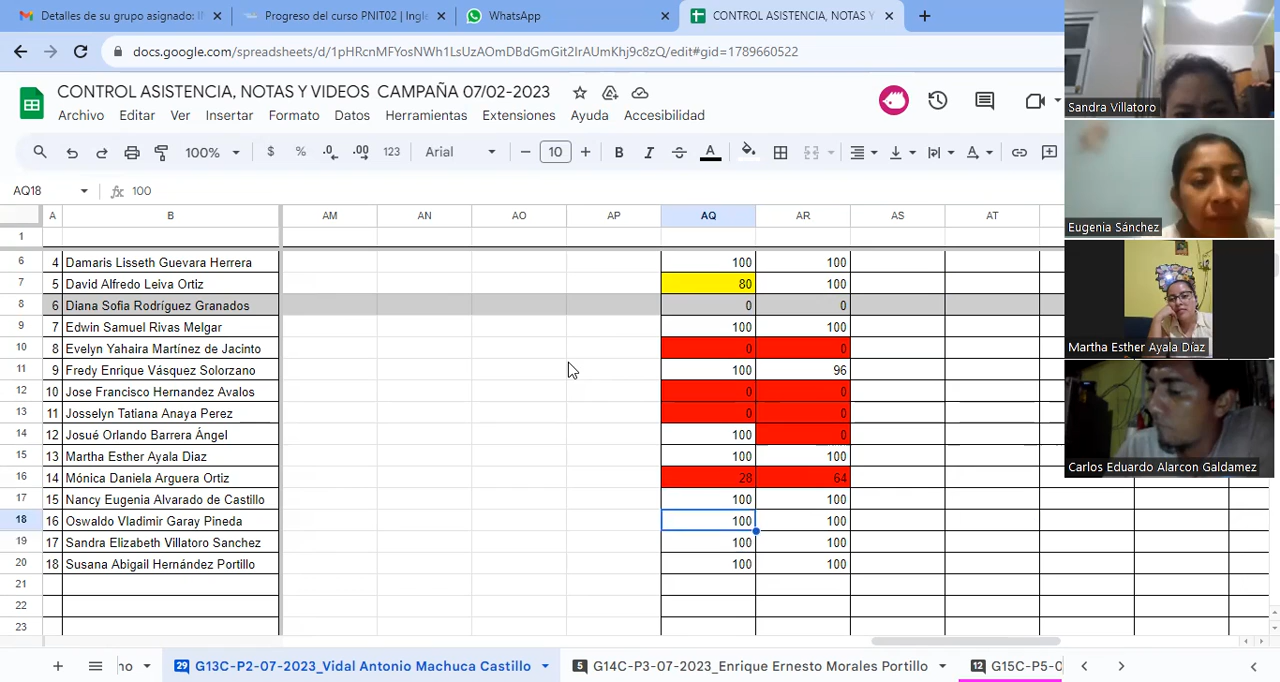 Detalles de su grupo asignado: I
Progreso del curso PMIT02 | Ingl
WhatsApp
CONTROL ASISTENCIA, NOTAS Y
CONTROL ASISTENCIA, NOTAS Y VIDEOS CAMPAÑA 07/02-2023
Archivo Editar Ver Insertar Formato Datos Herramientas Extensiones Ayuda Accesibilidad
100% $ % .0 .00 123 Arial 10 B I A
AQ18 fx 100
A B AM AN AO AP AQ AR AS AT
1
6 4 Damaris Lisseth Guevara Herrera 100 100
7 5 David Alfredo Leiva Ortiz 80 100
8 6 Diana Sofia Rodríguez Granados 0 0
9 7 Edwin Samuel Rivas Melgar 100 100
10 8 Evelyn Yahaira Martínez de Jacinto 0 0
11 9 Fredy Enrique Vásquez Solorzano 100 96
12 10 Jose Francisco Hernandez Avalos 0 0
13 11 Josselyn Tatiana Anaya Perez 0 0
14 12 Josué Orlando Barrera Ángel 100 0
15 13 Martha Esther Ayala Diaz 100 100
16 14 Mónica Daniela Arguera Ortiz 28 64
17 15 Nancy Eugenia Alvarado de Castillo 100 100
18 16 Oswaldo Vladimir Garay Pineda 100 100
19 17 Sandra Elizabeth Villatoro Sanchez 100 100
20 18 Susana Abigail Hernández Portillo 100 100
21
22
23
no 29 G13C-P2-07-2023_Vidal Antonio Machuca Castillo 5 G14C-P3-07-2023_Enrique Ernesto Morales Portillo 12 G15C-P5-0
Sandra Villatoro
Eugenia Sánchez
Martha Esther Ayala Díaz
Carlos Eduardo Alarcon Galdamez